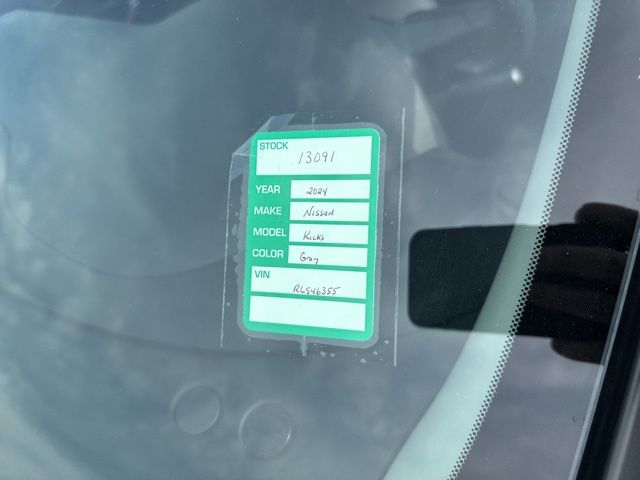 STOCK
13091
YEAR 2024
MAKE Nissan
MODEL Kicks
COLOR Gray
VIN
RL546355